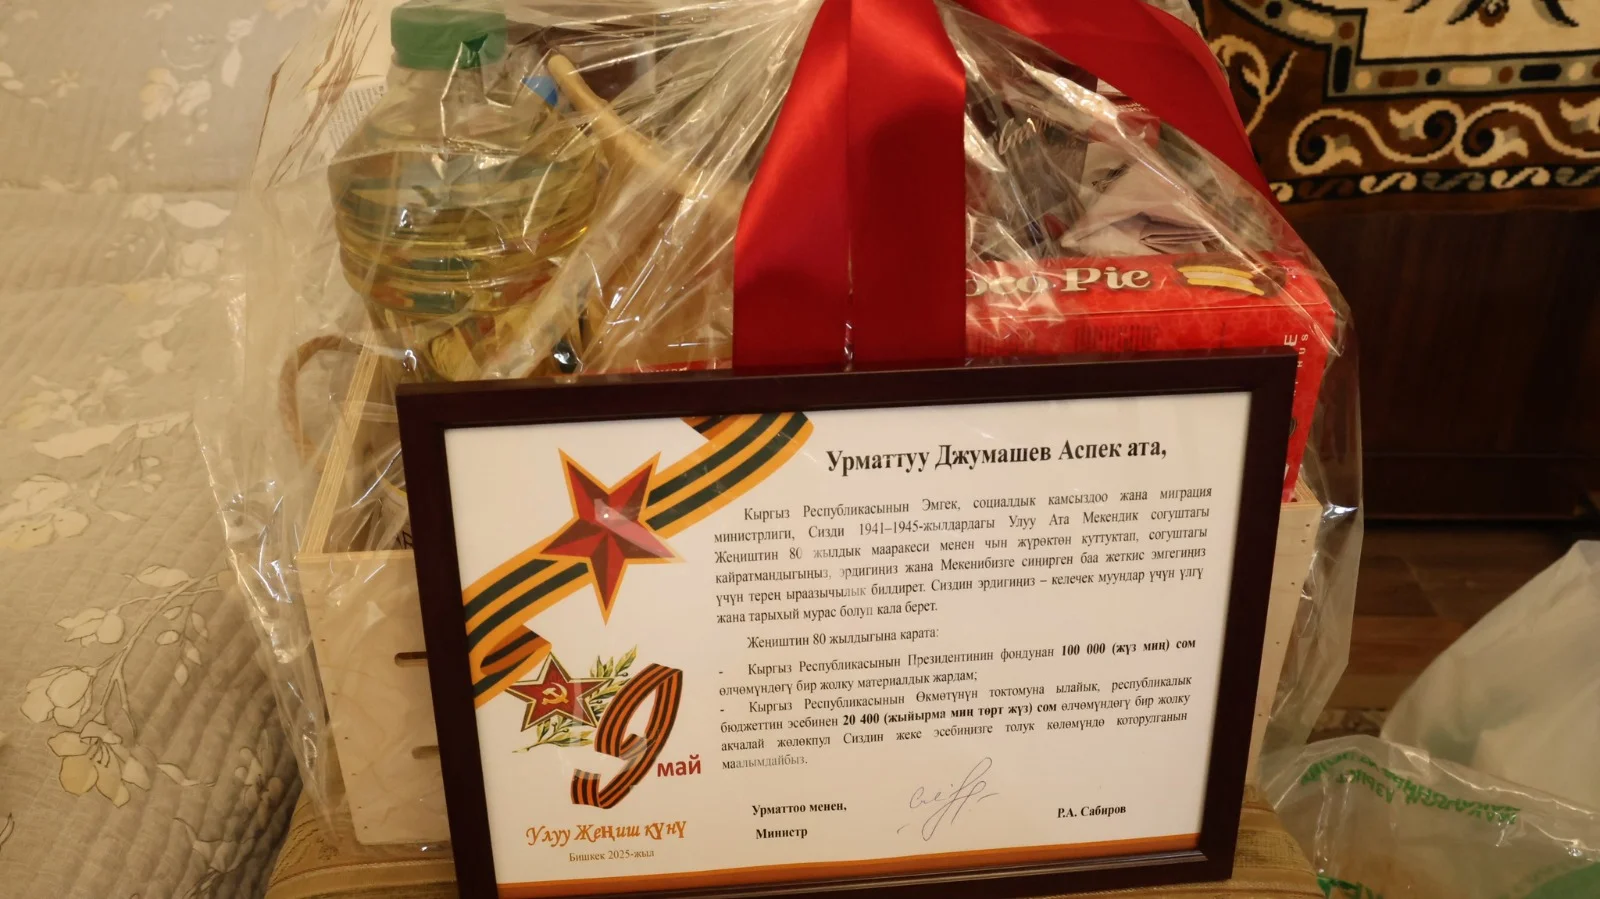 Choco Pie
Урматтуу Джумашев Аспек ата,
Кыргыз Республикасынын Эмгек, социалдык камсыздоо жана миграция
министрлиги, Сизди 1941–1945-жылдардагы Улуу Ата Мекендик согуштагы
Жеңиштин 80 жылдык мааракеси менен чын жүрөктөн куттуктап, согуштагы
кайратмандыгыңыз, эрдигиңиз жана Мекенибизге сиңирген баа жеткис эмгегиңиз
үчүн терең ыраазычылык билдирет. Сиздин эрдигиңиз – келечек муундар үчүн үлгү
жана тарыхый мурас болуп кала берет.
Жеңиштин 80 жылдыгына карата:
- Кыргыз Республикасынын Президентинин фондунан 100 000 (жүз миң) сом
өлчөмүндөгү бир жолку материалдык жардам;
- Кыргыз Республикасынын Өкмөтүнүн токтомуна ылайык, республикалык
бюджеттин эсебинен 20 400 (жыйырма миң төрт жүз) сом өлчөмүндөгү бир жолку
акчалай жөлөкпул Сиздин жеке эсебиңизге толук көлөмүндө которулганын
маалымдайбыз.
9 май
Улуу Жеңиш күнү
Бишкек 2025-жыл
Урматтоо менен,
Министр
Р.А. Сабиров